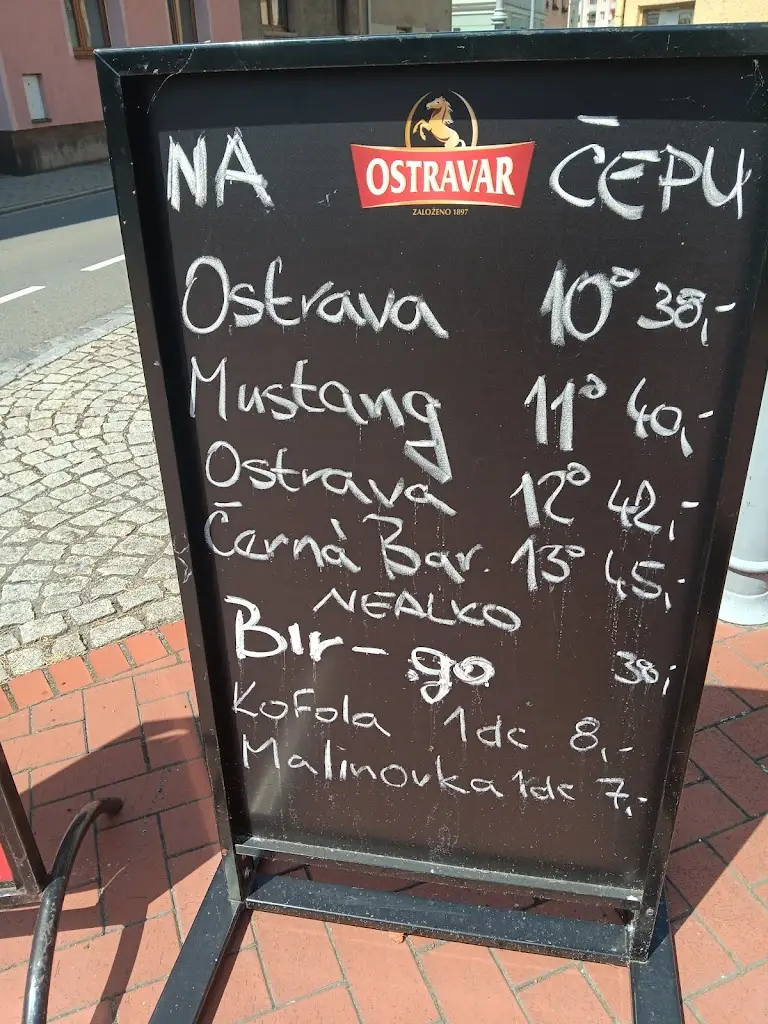 NA OSTRAVAR ČEPU
ZALOŽENO 1897
Ostrava 10° 38,-
Mustang 11° 40,-
Ostrava 12° 42,-
Černà Bar. 13° 45,-
NEALKO
BIr-go 38,-
Kofola 1dc 8,-
Malinovka 1dc 7,-